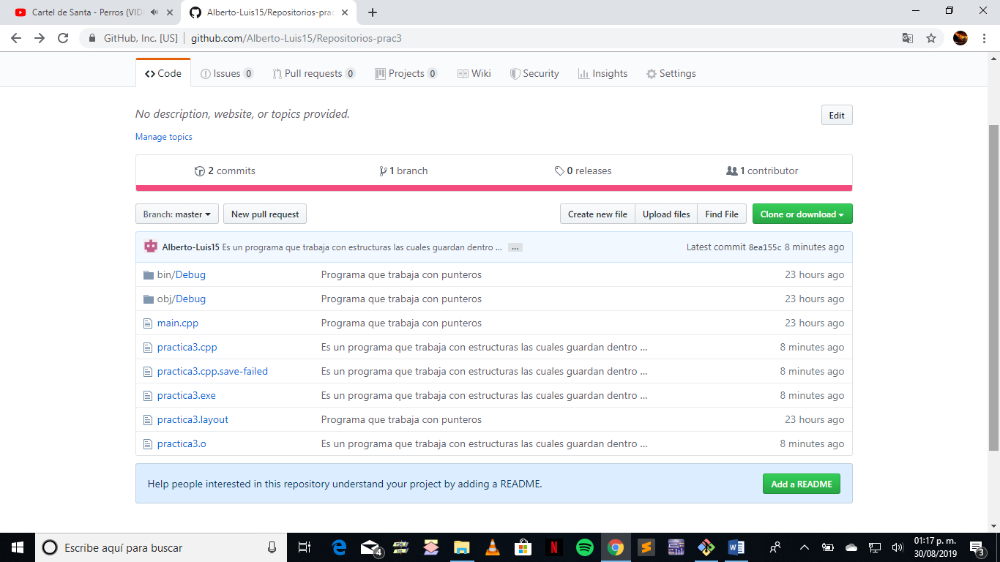 Cartel de Santa - Perros (VID
Alberto-Luis15/Repositorios-prac
GitHub, Inc. [US] | github.com/Alberto-Luis15/Repositorios-prac3
Code Issues 0 Pull requests 0 Projects 0 Wiki Security Insights Settings
No description, website, or topics provided. Edit
Manage topics
2 commits 1 branch 0 releases 1 contributor
Branch: master New pull request Create new file Upload files Find File Clone or download
Alberto-Luis15 Es un programa que trabaja con estructuras las cuales guardan dentro ... ... Latest commit 8ea155c 8 minutes ago
bin/Debug Programa que trabaja con punteros 23 hours ago
obj/Debug Programa que trabaja con punteros 23 hours ago
main.cpp Programa que trabaja con punteros 23 hours ago
practica3.cpp Es un programa que trabaja con estructuras las cuales guardan dentro ... 8 minutes ago
practica3.cpp.save-failed Es un programa que trabaja con estructuras las cuales guardan dentro ... 8 minutes ago
practica3.exe Es un programa que trabaja con estructuras las cuales guardan dentro ... 8 minutes ago
practica3.layout Programa que trabaja con punteros 23 hours ago
practica3.o Es un programa que trabaja con estructuras las cuales guardan dentro ... 8 minutes ago
Help people interested in this repository understand your project by adding a README. Add a README
Escribe aquí para buscar
4
01:17 p. m.
30/08/2019
3